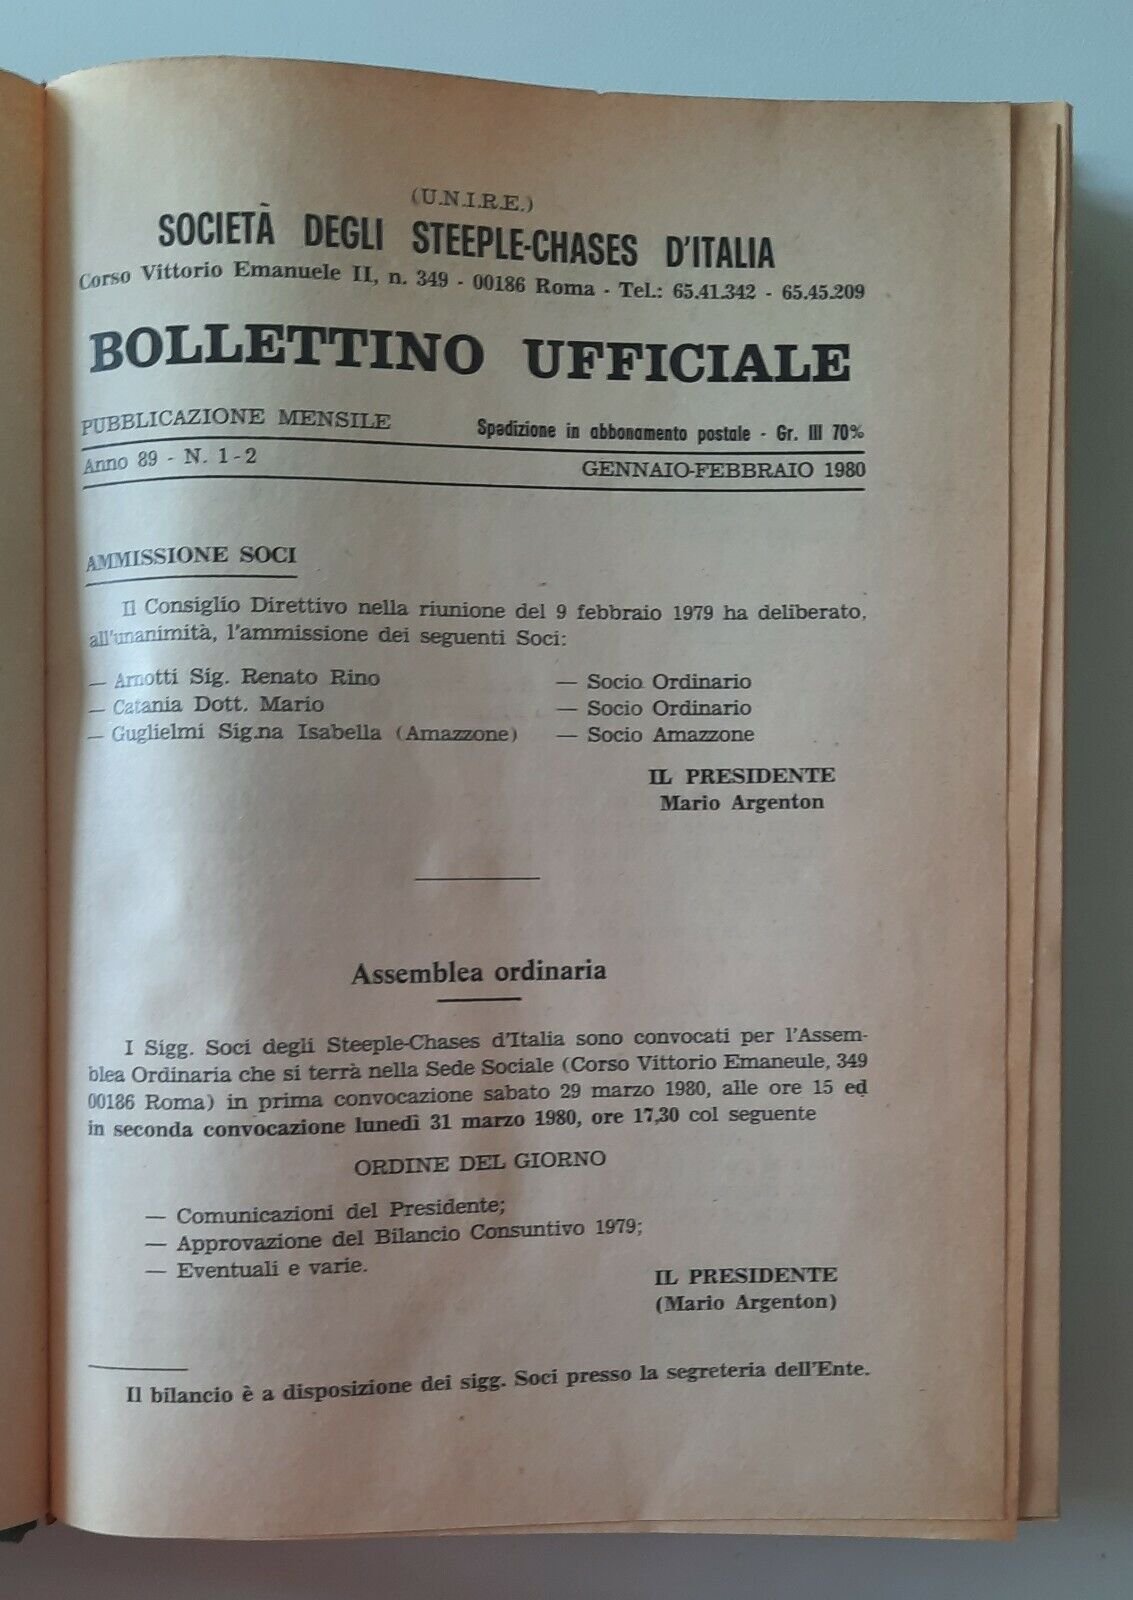 (U.N.I.R.E.)
SOCIETÀ DEGLI STEEPLE-CHASES D'ITALIA
Corso Vittorio Emanuele II, n. 349 - 00186 Roma - Tel.: 65.41.342 - 65.45.209
BOLLETTINO UFFICIALE
PUBBLICAZIONE MENSILE Spedizione in abbonamento postale - Gr. III 70%
Anno 89 - N. 1-2 GENNAIO-FEBBRAIO 1980
AMMISSIONE SOCI
Il Consiglio Direttivo nella riunione del 9 febbraio 1979 ha deliberato,
all'unanimità, l'ammissione dei seguenti Soci:
— Arnotti Sig. Renato Rino — Socio Ordinario
— Catania Dott. Mario — Socio Ordinario
— Guglielmi Sig.na Isabella (Amazzone) — Socio Amazzone
IL PRESIDENTE
Mario Argenton
Assemblea ordinaria
I Sigg. Soci degli Steeple-Chases d'Italia sono convocati per l'Assem-
blea Ordinaria che si terrà nella Sede Sociale (Corso Vittorio Emaneule, 349
00186 Roma) in prima convocazione sabato 29 marzo 1980, alle ore 15 ed
in seconda convocazione lunedì 31 marzo 1980, ore 17,30 col seguente
ORDINE DEL GIORNO
— Comunicazioni del Presidente;
— Approvazione del Bilancio Consuntivo 1979;
— Eventuali e varie.
IL PRESIDENTE
(Mario Argenton)
Il bilancio è a disposizione dei sigg. Soci presso la segreteria dell'Ente.